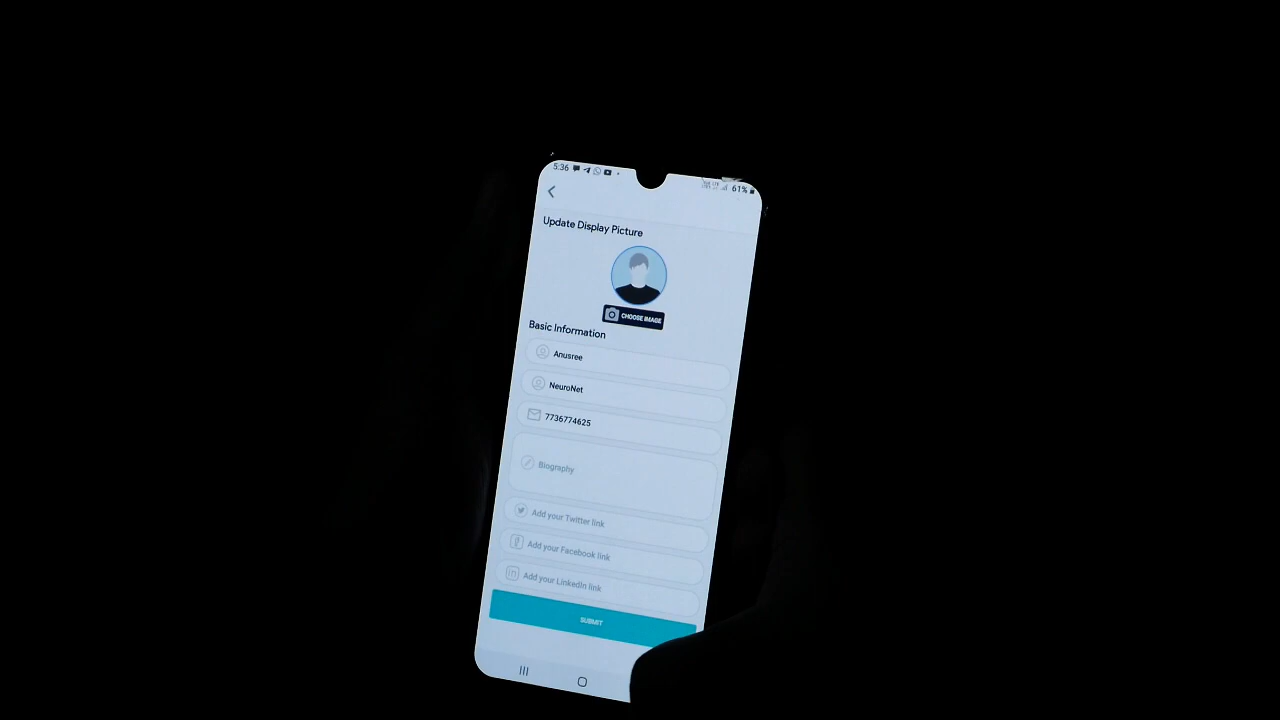 5:36
61%
Update Display Picture
CHOOSE IMAGE
Basic Information
Anusree
NeuroNet
7736774625
Biography
Add your Twitter link
Add your Facebook link
Add your LinkedIn link
SUBMIT